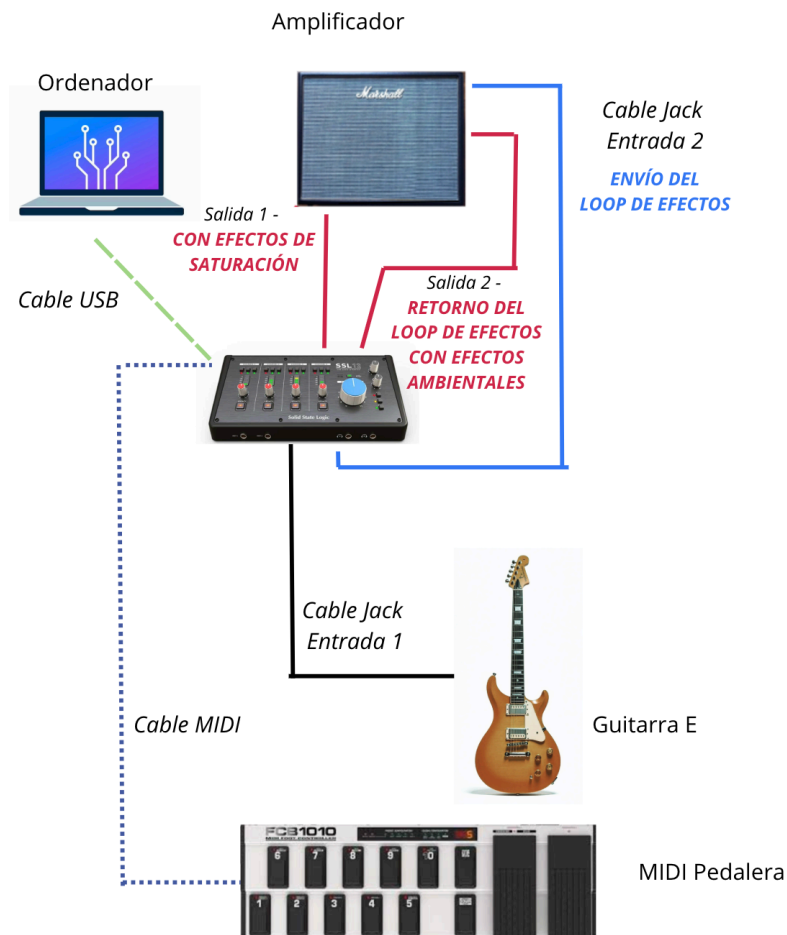 Amplificador
Marshall
Ordenador
Cable Jack
Entrada 2
ENVÍO DEL
LOOP DE EFECTOS
Salida 1 -
CON EFECTOS DE
SATURACIÓN
Salida 2 -
RETORNO DEL
LOOP DE EFECTOS
CON EFECTOS
AMBIENTALES
Cable USB
SSL12
Solid State Logic
Cable Jack
Entrada 1
Cable MIDI
Guitarra E
FCB1010
5
6 7 8 9 0
1 2 3 4 5
MIDI Pedalera